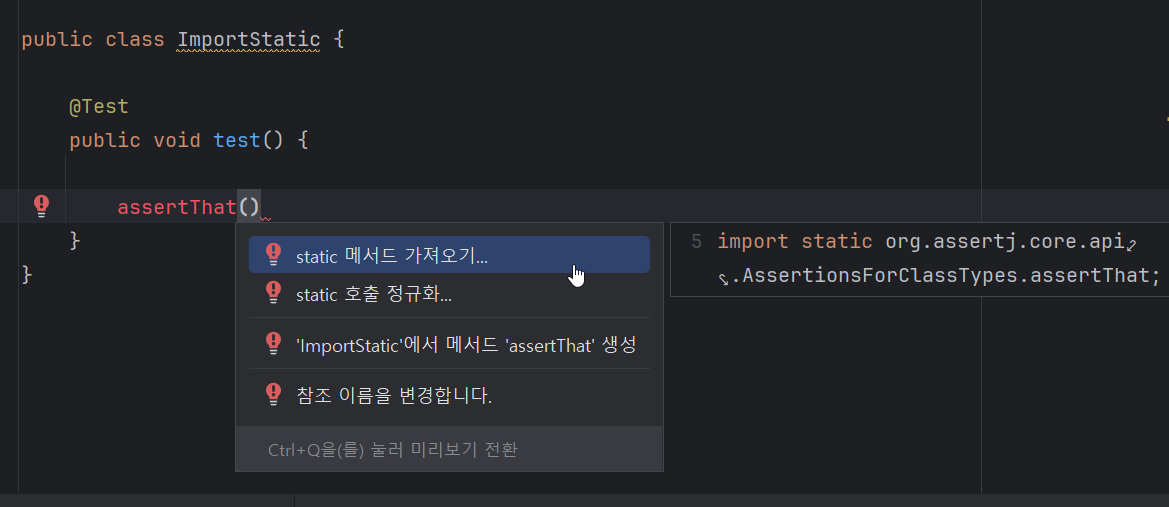 public class ImportStatic {
@Test
public void test() {
assertThat()
}
}
static 메서드 가져오기...
static 호출 정규화...
'ImportStatic'에서 메서드 'assertThat' 생성
참조 이름을 변경합니다.
Ctrl+Q을(를) 눌러 미리보기 전환
5 import static org.assertj.core.api
.AssertionsForClassTypes.assertThat;